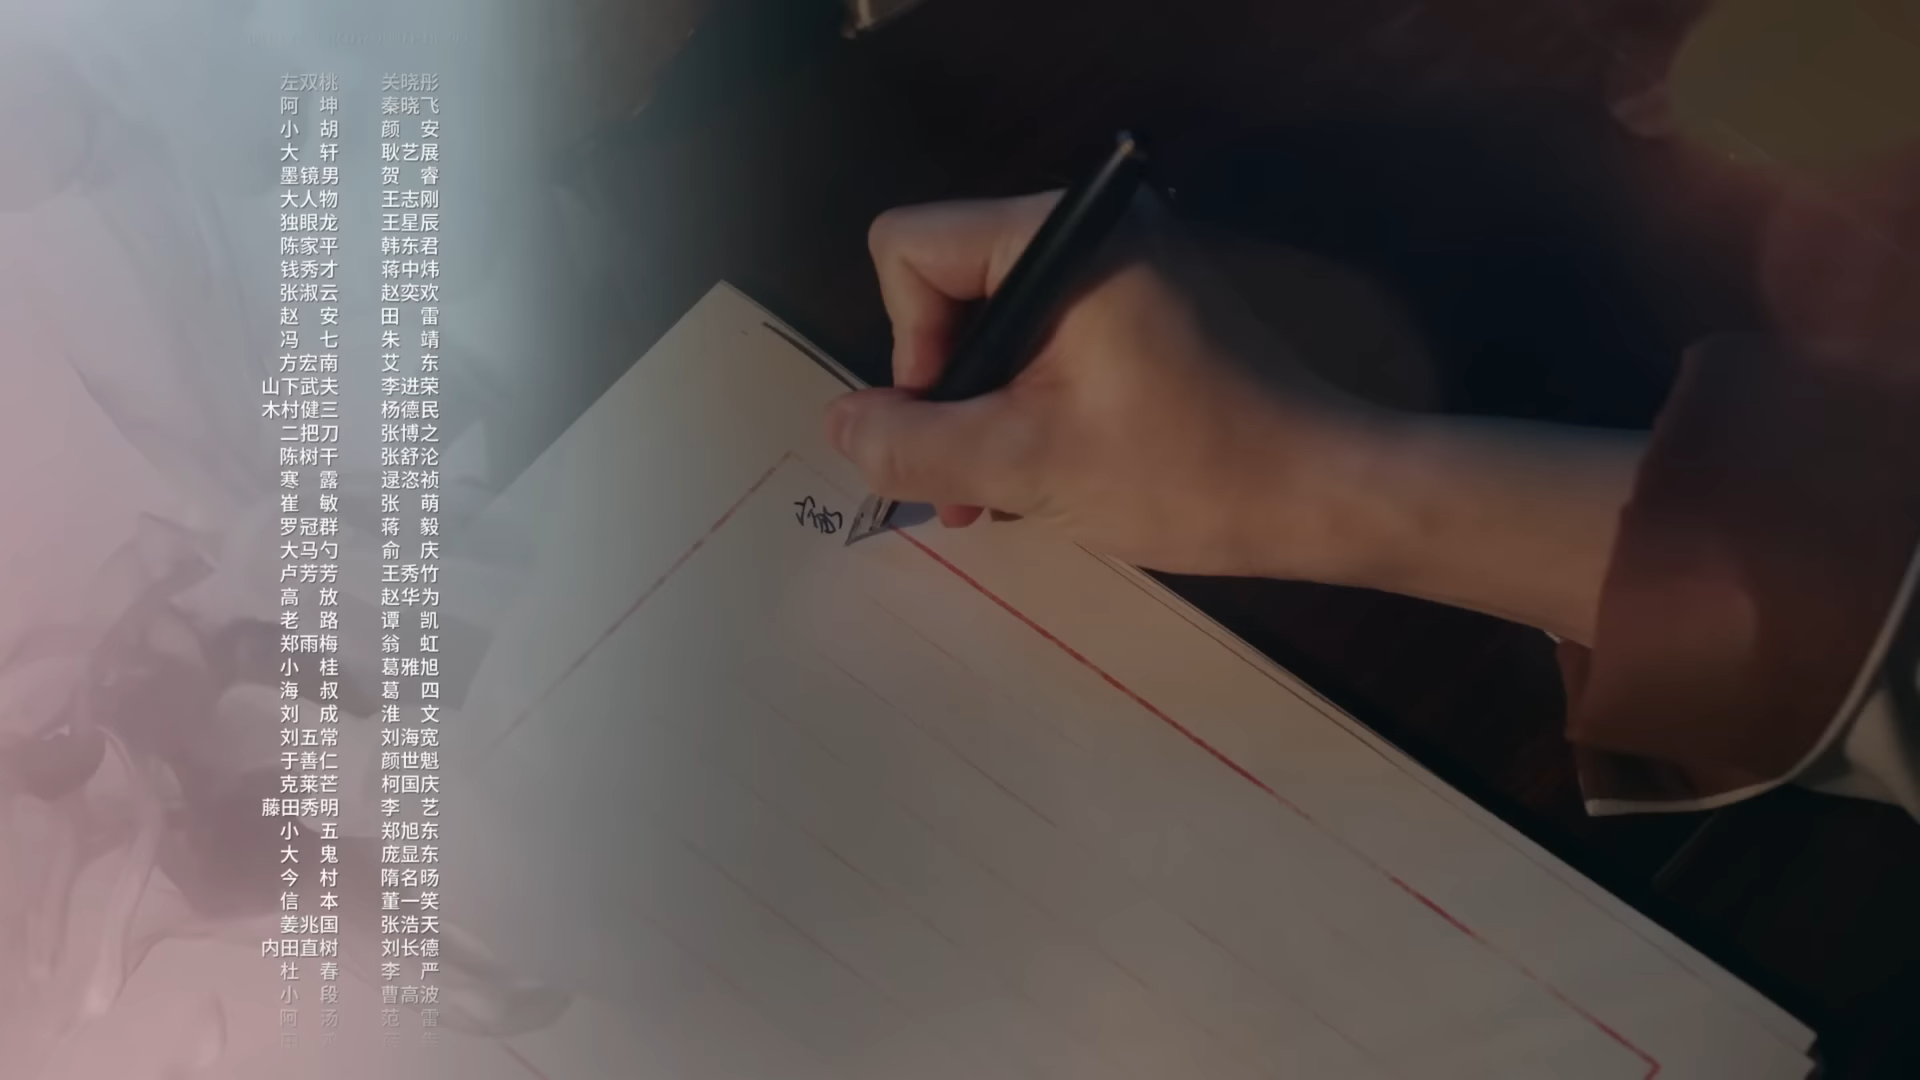 左双桃 关晓彤
阿坤 秦晓飞
小胡 颜安
大轩 耿艺展
墨镜男 贺睿
大人物 王志刚
独眼龙 王星辰
陈家平 韩东君
钱秀才 蒋中炜
张淑云 赵奕欢
赵安 田雷
冯七 朱靖
方宏南 艾东
山下武夫 李进荣
木村健三 杨德民
二把刀 张博之
陈树干 张舒沦
寒露 逯恣祯
崔敏 张萌
罗冠群 蒋毅
大马勺 俞庆
卢芳芳 王秀竹
高放 赵华为
老路 谭凯
郑雨梅 翁虹
小桂 葛雅旭
海叔 葛四
刘成 淮文
刘五常 刘海宽
于善仁 颜世魁
克莱芒 柯国庆
藤田秀明 李艺
小五 郑旭东
大鬼 庞显东
今村 隋名旸
信本 董一笑
姜兆国 张浩天
内田直树 刘长德
杜春 李严
小段 曹高波
阿汤 范雷